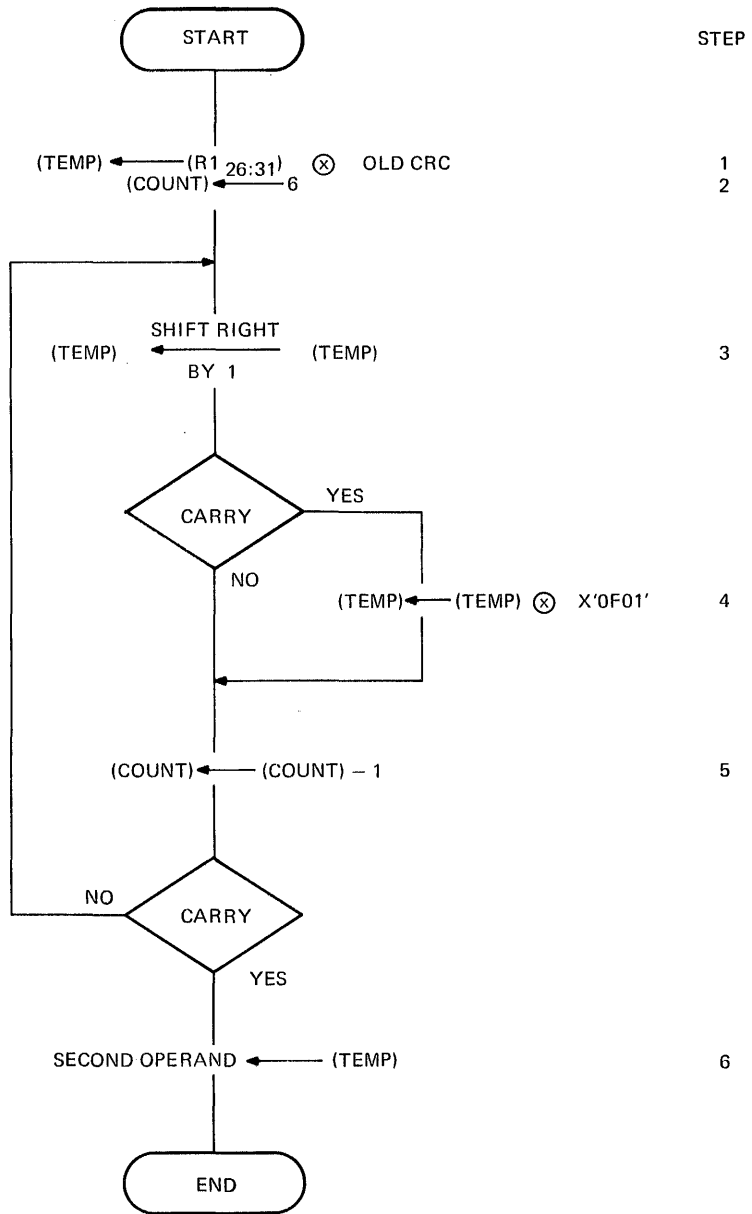 START STEP
(TEMP) ← (R1 26:31) ⊗ OLD CRC 1
(COUNT) ← 6 2
SHIFT RIGHT
(TEMP) ← (TEMP) 3
BY 1
CARRY YES
NO
(TEMP) ← (TEMP) ⊗ X'0F01' 4
(COUNT) ← (COUNT) – 1 5
NO CARRY
YES
SECOND OPERAND ← (TEMP) 6
END